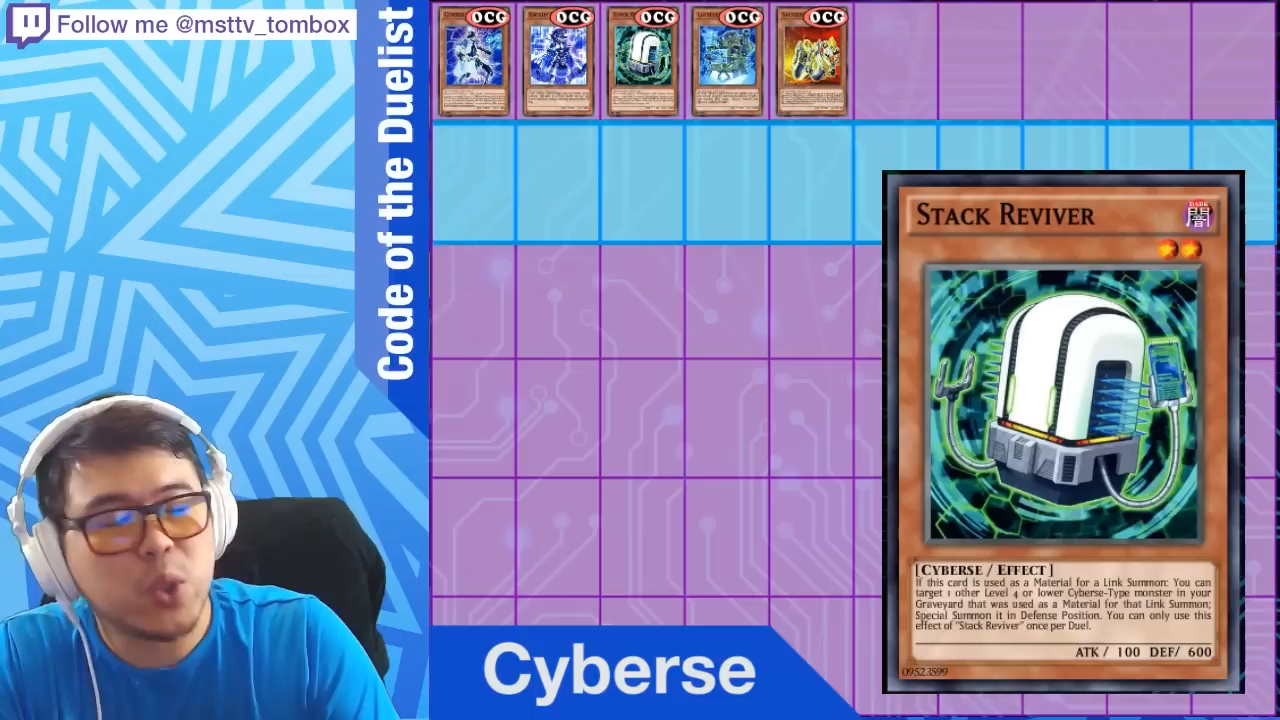 Follow me @msttv_tombox
Code of the Duelist
OCG
OCG
OCG
OCG
OCG
STACK REVIVER
DARK
闇
[CYBERSE / EFFECT]
If this card is used as a Material for a Link Summon: You can
target 1 other Level 4 or lower Cyberse-Type monster in your
Graveyard that was used as a Material for that Link Summon;
Special Summon it in Defense Position. You can only use this
effect of "Stack Reviver" once per Duel.
ATK / 100 DEF/ 600
09523599
Cyberse